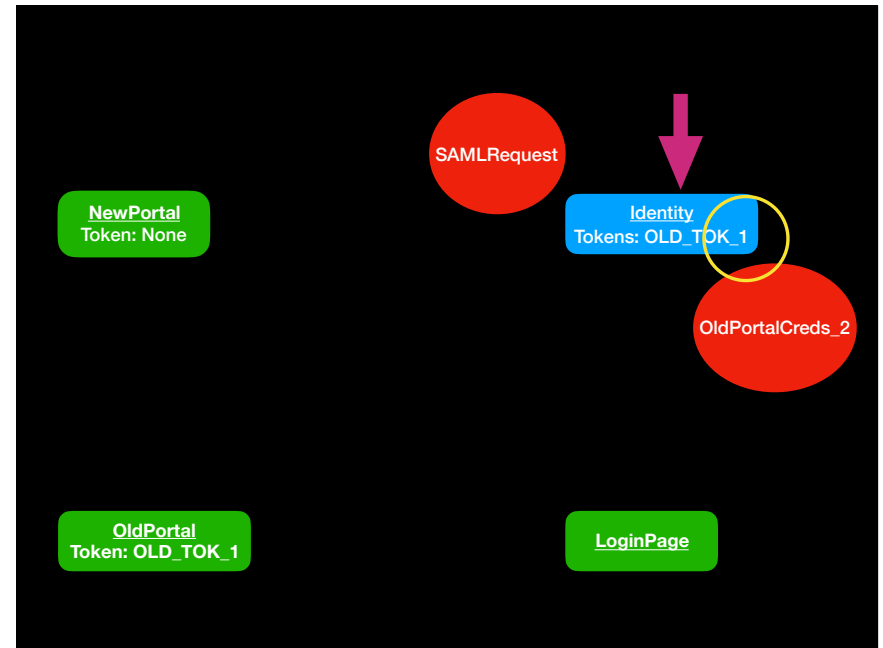 SAMLRequest
NewPortal
Token: None
Identity
Tokens: OLD_TOK_1
OldPortalCreds_2
OldPortal
Token: OLD_TOK_1
LoginPage